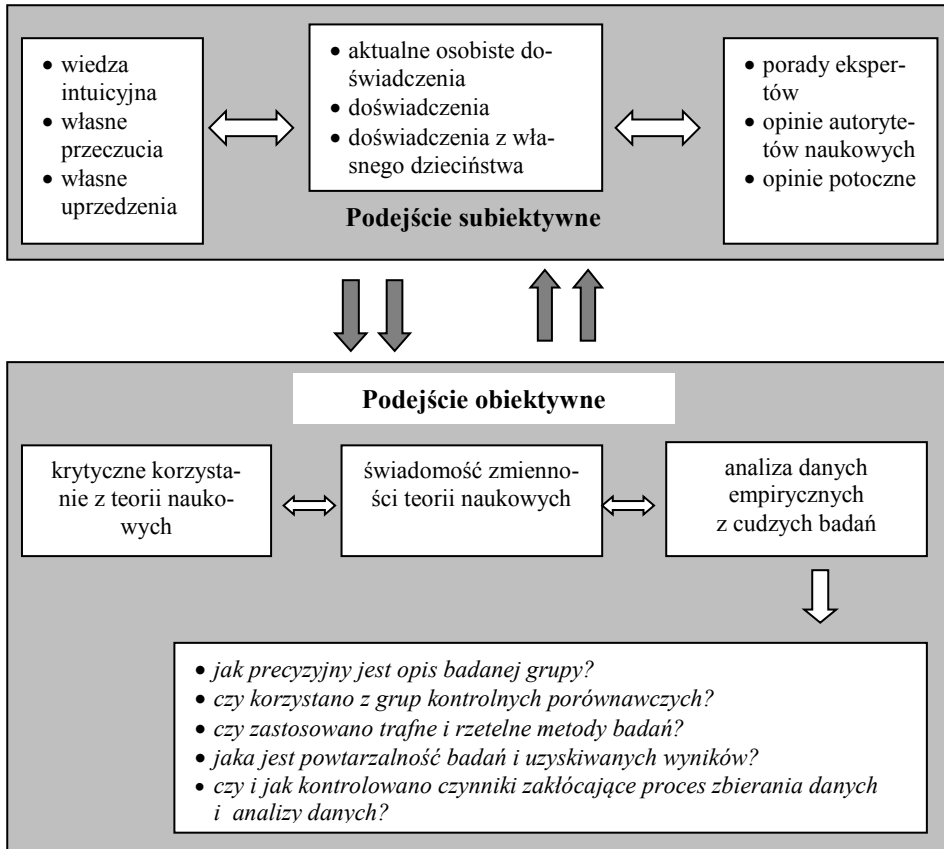 • wiedza
intuicyjna
• własne
przeczucia
• własne
uprzedzenia
• aktualne osobiste do-
świadczenia
• doświadczenia
• doświadczenia z wła-
snego dzieciństwa
• porady eksper-
tów
• opinie autoryte-
tów naukowych
• opinie potoczne
Podejście subiektywne
Podejście obiektywne
krytyczne korzysta-
nie z teorii nauko-
wych
świadomość zmienno-
ści teorii naukowych
analiza danych
empirycznych
z cudzych badań
• jak precyzyjny jest opis badanej grupy?
• czy korzystano z grup kontrolnych porównawczych?
• czy zastosowano trafne i rzetelne metody badań?
• jaka jest powtarzalność badań i uzyskiwanych wyników?
• czy i jak kontrolowano czynniki zakłócające proces zbierania danych
i analizy danych?